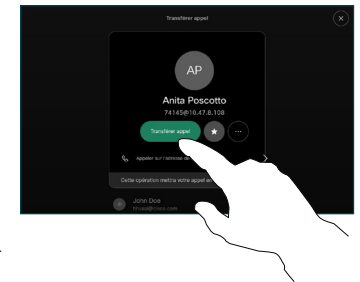 Transférer appel
AP
Anita Poscotto
74145@10.47.8.108
Transférer appel
Appeler sur l'adresse de
Cette opération mettra votre appel
John Doe